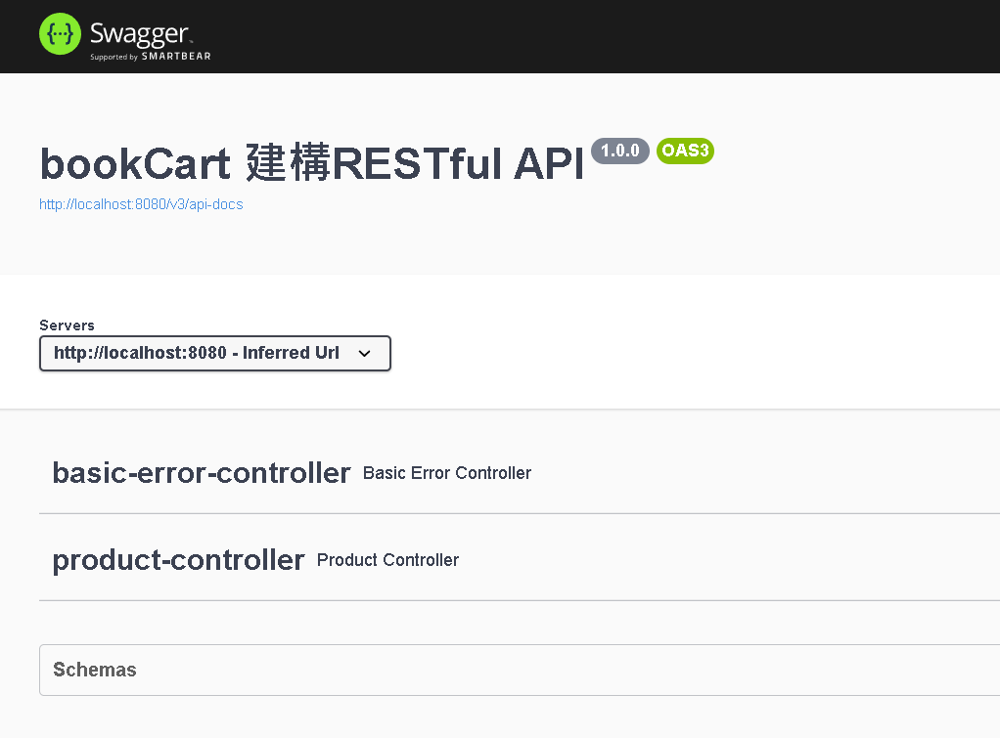 Swagger
Supported by SMARTBEAR
bookCart 建構RESTful API 1.0.0 OAS3
http://localhost:8080/v3/api-docs
Servers
http://localhost:8080 - Inferred Url
basic-error-controller Basic Error Controller
product-controller Product Controller
Schemas